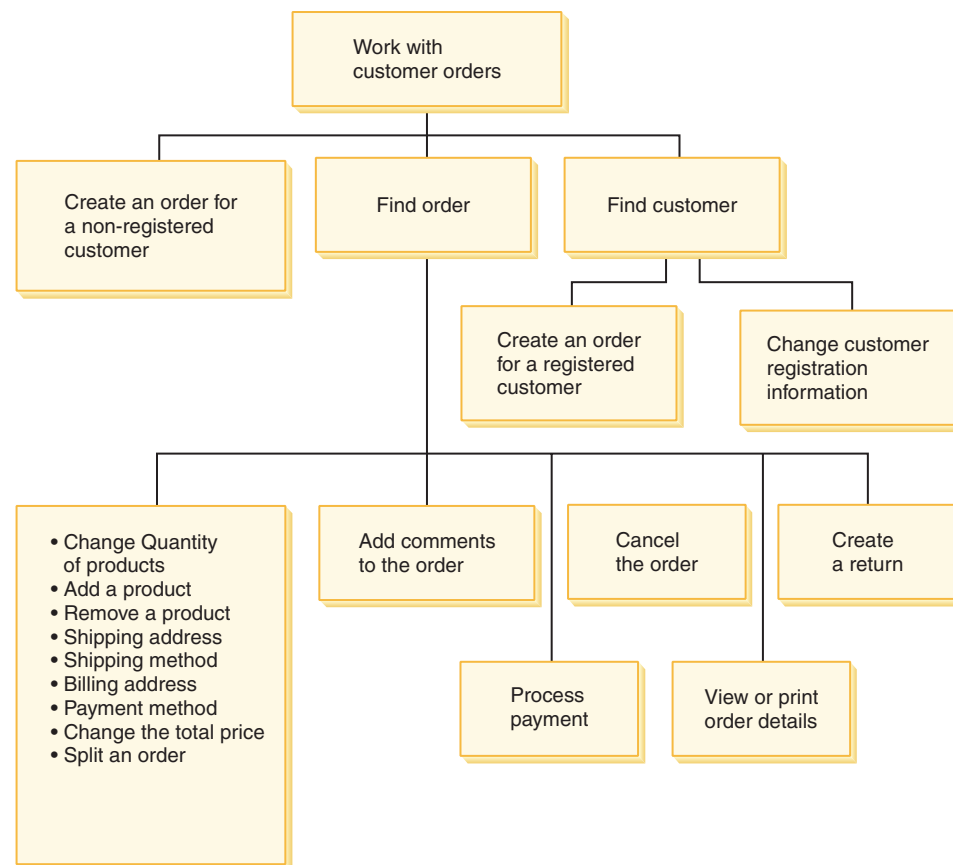 Work with
customer orders
Create an order for
a non-registered
customer
Find order
Find customer
Create an order
for a registered
customer
Change customer
registration
information
• Change Quantity
of products
• Add a product
• Remove a product
• Shipping address
• Shipping method
• Billing address
• Payment method
• Change the total price
• Split an order
Add comments
to the order
Cancel
the order
Create
a return
Process
payment
View or print
order details